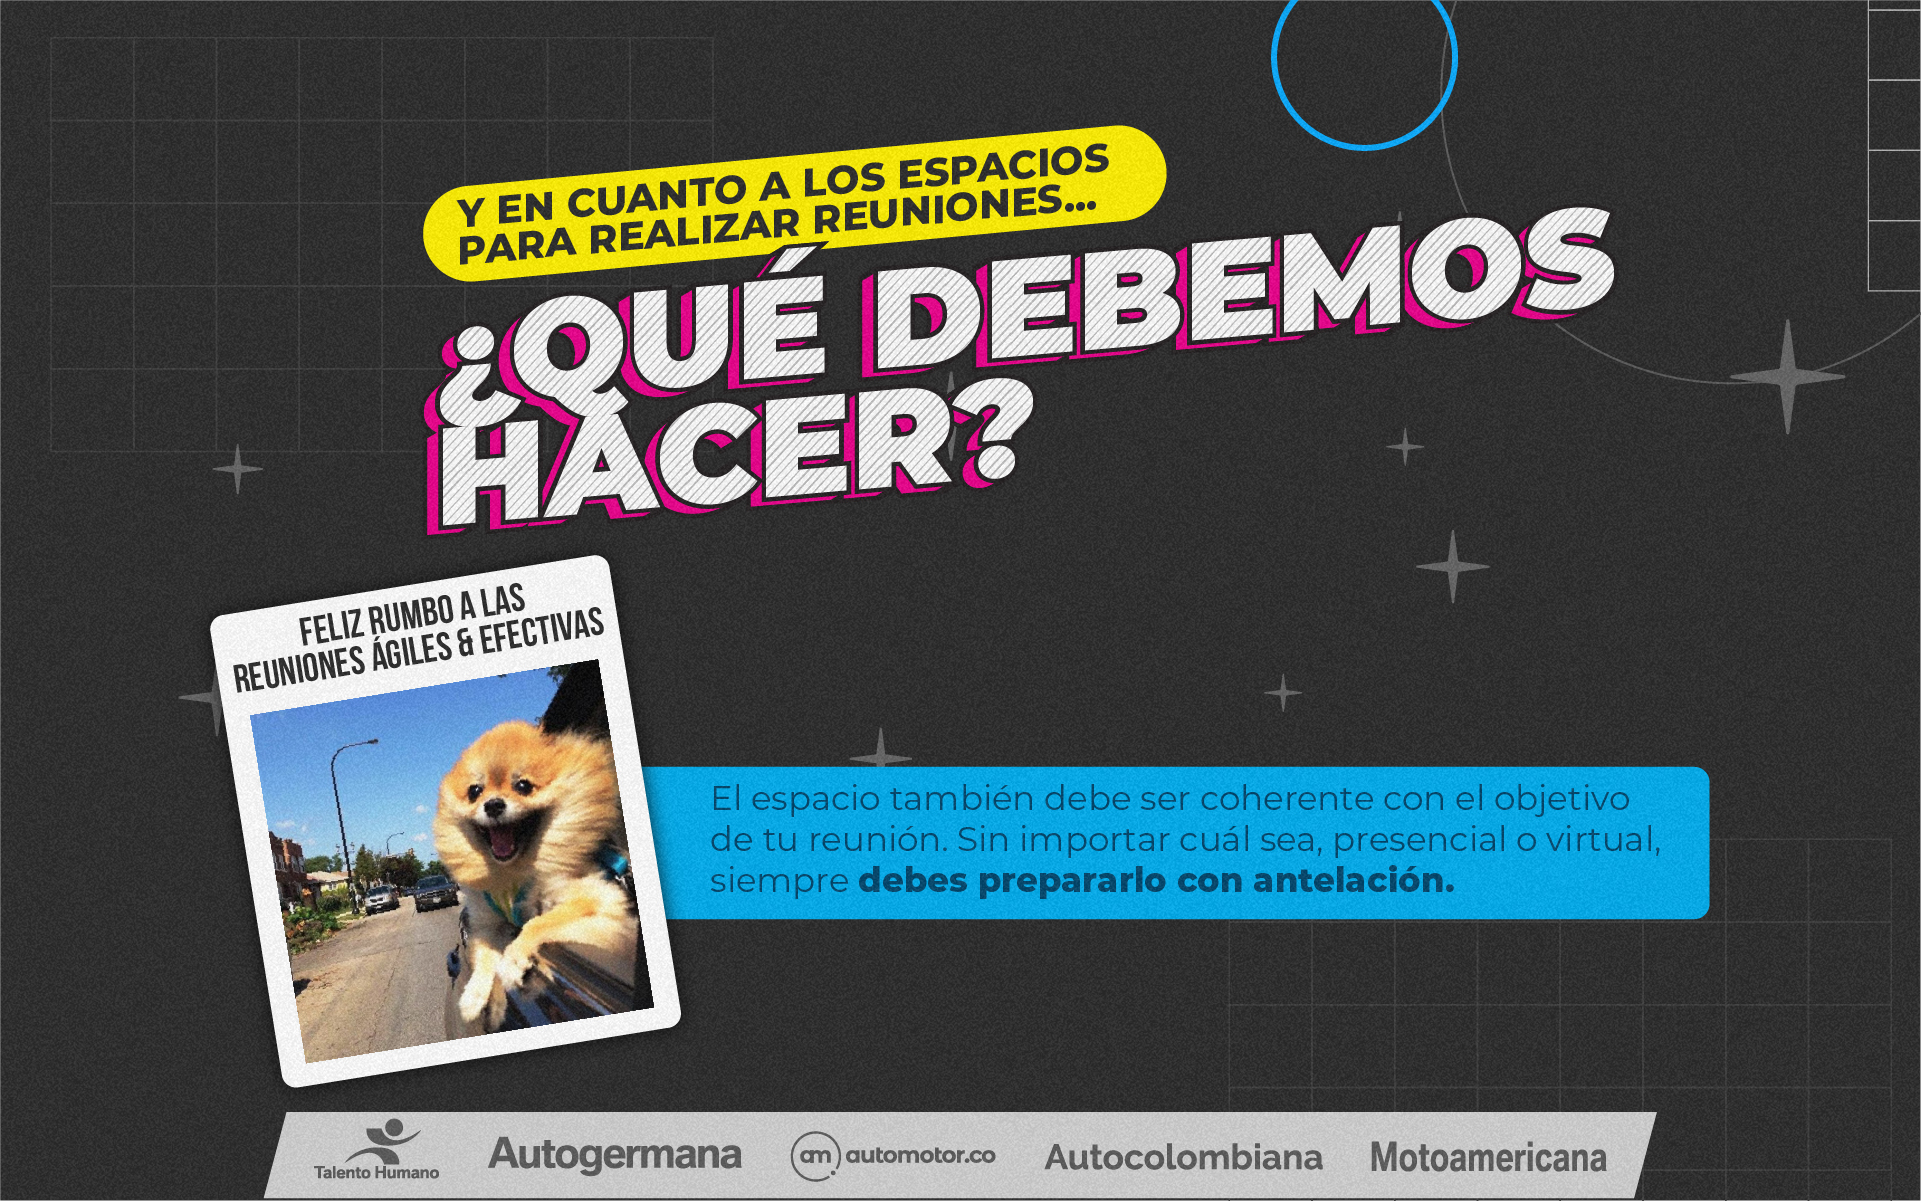 Y EN CUANTO A LOS ESPACIOS
PARA REALIZAR REUNIONES...
¿QUÉ DEBEMOS
HACER?
FELIZ RUMBO A LAS
REUNIONES ÁGILES & EFECTIVAS
El espacio también debe ser coherente con el objetivo
de tu reunión. Sin importar cuál sea, presencial o virtual,
siempre debes prepararlo con antelación.
Talento Humano
Autogermana
am automotor.co
Autocolombiana
Motoamericana